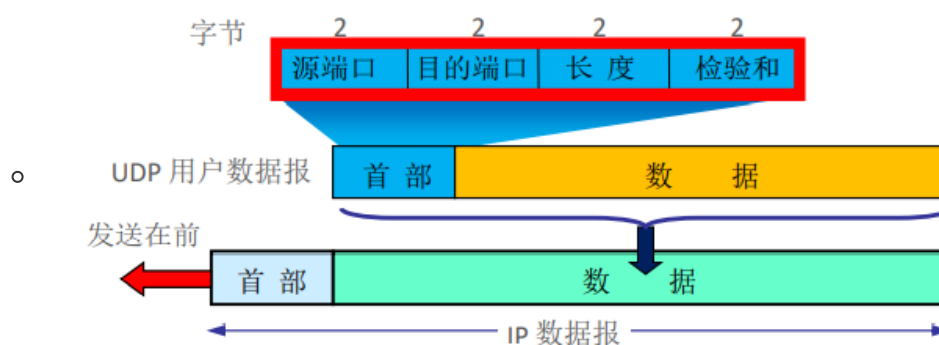 字节 2 2 2 2
源端口 目的端口 长 度 检验和
。 UDP 用户数据报 首 部 数 据
发送在前
首 部 数 据
IP 数据报